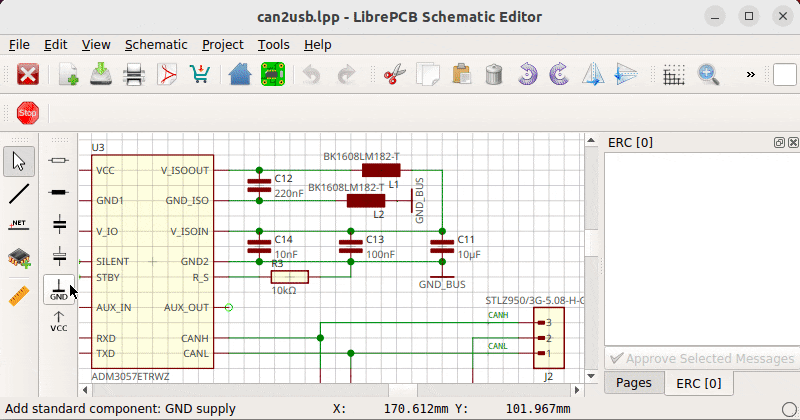 can2usb.lpp - LibrePCB Schematic Editor
File Edit View Schematic Project Tools Help
»
Stop
ERC [0]
U3
BK1608LM182-T
VCC V_ISOOUT
C12
L1
220nF
BK1608LM182-T
GND1 GND_ISO
GND_BUS
L2
.NET
V_IO V_ISOIN
C14 C13 C11
10nF 100nF 10µF
SILENT GND2
R3
STBY R_S
GND_BUS
10kΩ
GND
STLZ950/3G-5.08-H-
AUX_IN AUX_OUT
CANH
VCC
3
RXD CANH
2
CANL
TXD CANL
1
ADM3057ETRWZ
J2
Approve Selected Messages
Pages ERC [0]
Add standard component: GND supply X: 170.612mm Y: 101.967mm